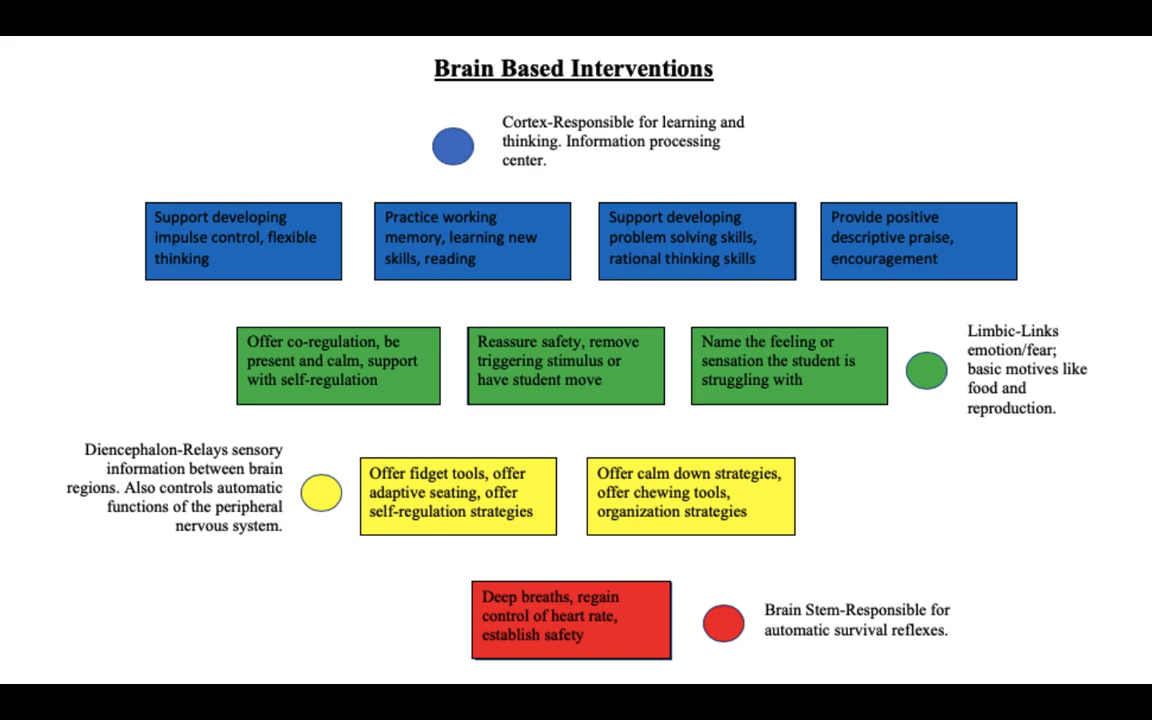 Brain Based Interventions
Cortex-Responsible for learning and
thinking. Information processing
center.
Support developing
impulse control, flexible
thinking
Practice working
memory, learning new
skills, reading
Support developing
problem solving skills,
rational thinking skills
Provide positive
descriptive praise,
encouragement
Offer co-regulation, be
present and calm, support
with self-regulation
Reassure safety, remove
triggering stimulus or
have student move
Name the feeling or
sensation the student is
struggling with
Limbic-Links
emotion/fear;
basic motives like
food and
reproduction.
Diencephalon-Relays sensory
information between brain
regions. Also controls automatic
functions of the peripheral
nervous system.
Offer fidget tools, offer
adaptive seating, offer
self-regulation strategies
Offer calm down strategies,
offer chewing tools,
organization strategies
Deep breaths, regain
control of heart rate,
establish safety
Brain Stem-Responsible for
automatic survival reflexes.